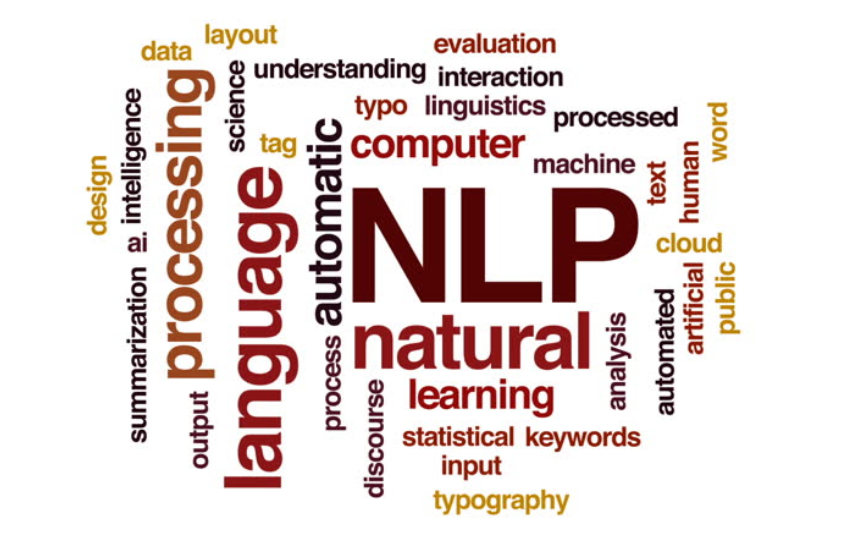 layout
data
evaluation
understanding
interaction
science
processing
intelligence
typo
linguistics
processed
word
tag
automatic
computer
machine
text
human
design
language
NLP
ai.
cloud
summarization
artificial
public
automated
natural
process
analysis
output
discourse
learning
statistical
keywords
input
typography